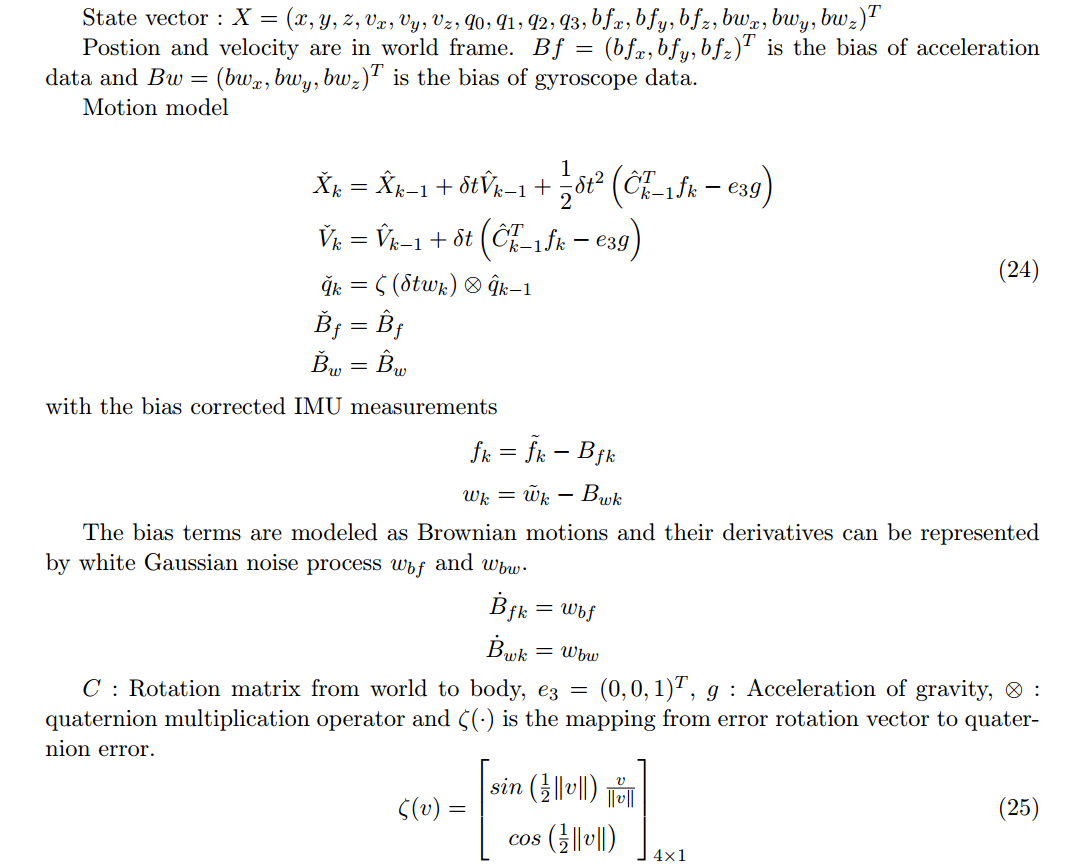 State vector : $X = (x, y, z, v_x, v_y, v_z, q_0, q_1, q_2, q_3, bf_x, bf_y, bf_z, bw_x, bw_y, bw_z)^T$
Postion and velocity are in world frame. $Bf = (bf_x, bf_y, bf_z)^T$ is the bias of acceleration
data and $Bw = (bw_x, bw_y, bw_z)^T$ is the bias of gyroscope data.
Motion model
$\check{X}_k = \hat{X}_{k-1} + \delta t \hat{V}_{k-1} + \frac{1}{2} \delta t^2 \left( \hat{C}_{k-1}^T f_k - e_3 g \right)$
$\check{V}_k = \hat{V}_{k-1} + \delta t \left( \hat{C}_{k-1}^T f_k - e_3 g \right)$
$\check{q}_k = \zeta (\delta t w_k) \otimes \hat{q}_{k-1}$
(24)
$\check{B}_f = \hat{B}_f$
$\check{B}_w = \hat{B}_w$
with the bias corrected IMU measurements
$f_k = \tilde{f}_k - B_{fk}$
$w_k = \tilde{w}_k - B_{wk}$
The bias terms are modeled as Brownian motions and their derivatives can be represented
by white Gaussian noise process $w_{bf}$ and $w_{bw}$.
$\dot{B}_{fk} = w_{bf}$
$\dot{B}_{wk} = w_{bw}$
$C$ : Rotation matrix from world to body, $e_3 = (0, 0, 1)^T$, $g$ : Acceleration of gravity, $\otimes$ :
quaternion multiplication operator and $\zeta(\cdot)$ is the mapping from error rotation vector to quater-
nion error.
$\zeta(v) = \begin{bmatrix} sin \left( \frac{1}{2} \|v\| \right) \frac{v}{\|v\|} \\ cos \left( \frac{1}{2} \|v\| \right) \end{bmatrix}_{4 \times 1}$ (25)